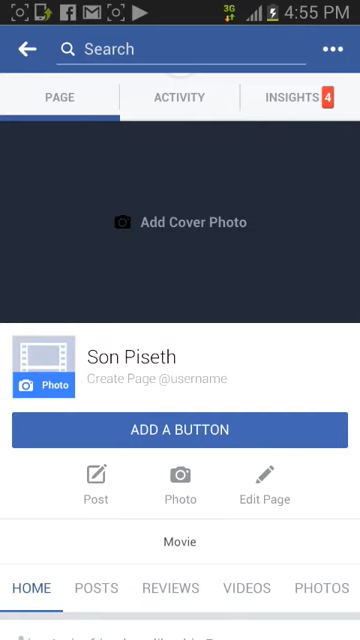 3G 4:55 PM
Search
PAGE ACTIVITY INSIGHTS 4
Add Cover Photo
Son Piseth
Create Page @username
Photo
ADD A BUTTON
Post Photo Edit Page
Movie
HOME POSTS REVIEWS VIDEOS PHOTOS